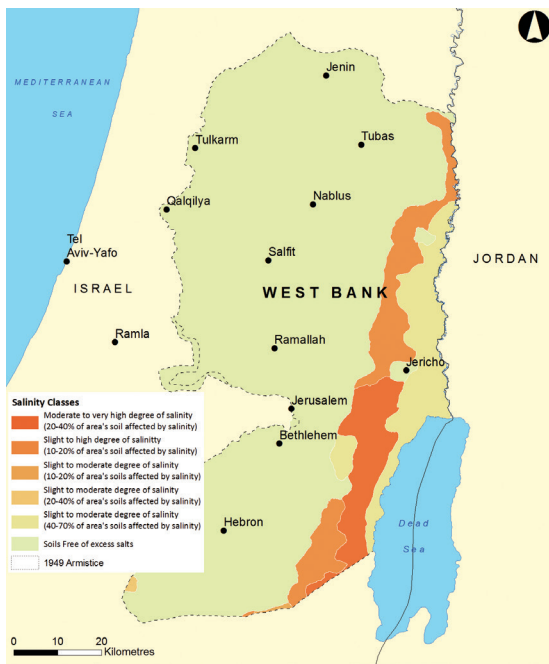 MEDITERRANEAN
SEA
Jenin
Tulkarm
Tubas
Qalqilya
Nablus
Tel
Aviv-Yafo
Salfit
JORDAN
ISRAEL
WEST BANK
Ramla
Ramallah
Jericho
Jerusalem
Bethlehem
Hebron
Dead
Sea
Salinity Classes
Moderate to very high degree of salinity
(20-40% of area's soil affected by salinity)
Slight to high degree of salinitty
(10-20% of area's soils affected by salinity)
Slight to moderate degree of salinity
(10-20% of area's soils affected by salinity)
Slight to moderate degree of salinity
(20-40% of area's soils affected by salinity)
Slight to moderate degree of salinity
(40-70% of area's soils affected by salinity)
Soils Free of excess salts
1949 Armistice
0 10 20
Kilometres